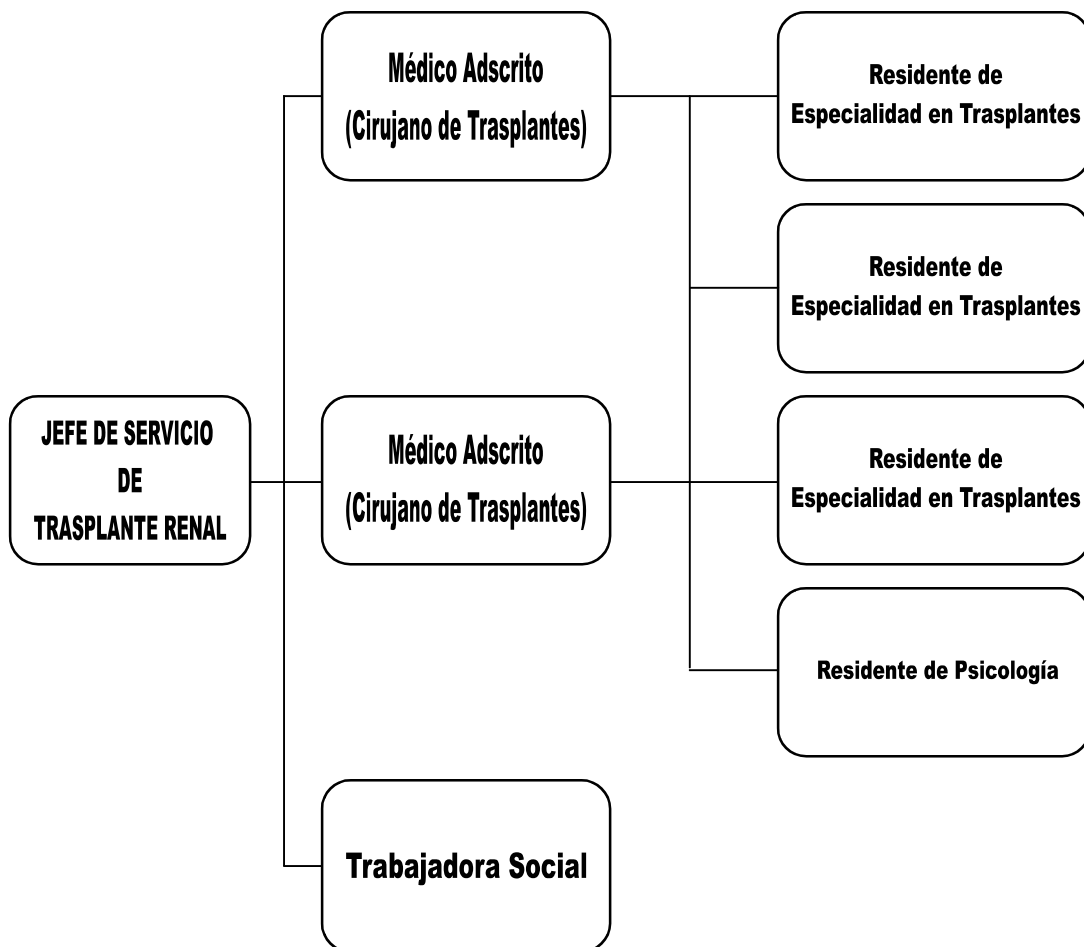 Médico Adscrito
(Cirujano de Trasplantes)
Residente de
Especialidad en Trasplantes
Residente de
Especialidad en Trasplantes
JEFE DE SERVICIO
DE
TRASPLANTE RENAL
Médico Adscrito
(Cirujano de Trasplantes)
Residente de
Especialidad en Trasplantes
Residente de Psicología
Trabajadora Social